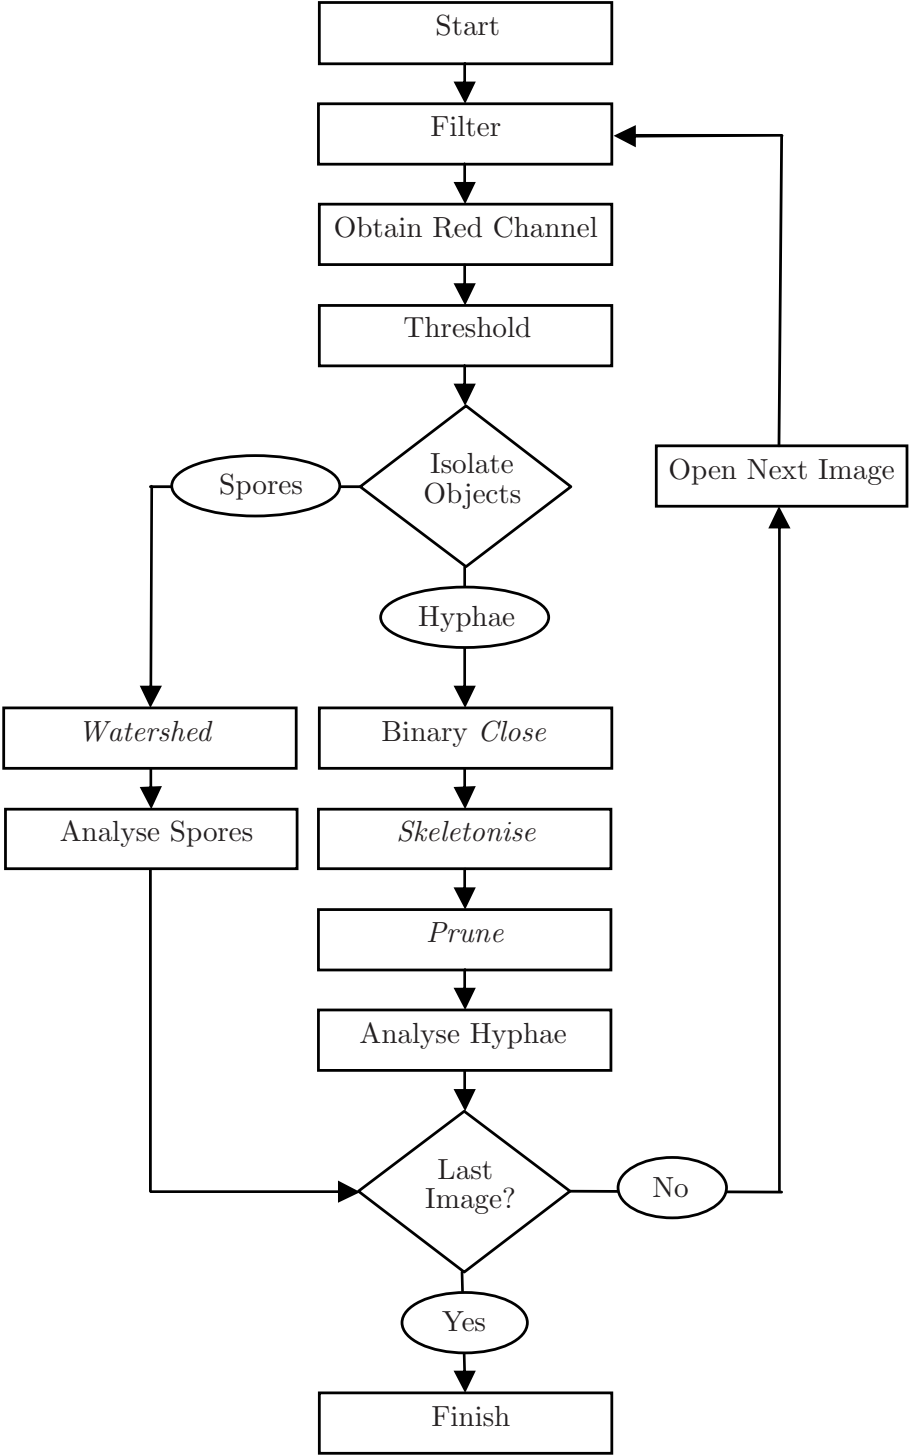 Start
Filter
Obtain Red Channel
Threshold
Isolate
Objects
Spores
Open Next Image
Hyphae
Watershed
Binary Close
Analyse Spores
Skeletonise
Prune
Analyse Hyphae
Last
Image?
No
Yes
Finish